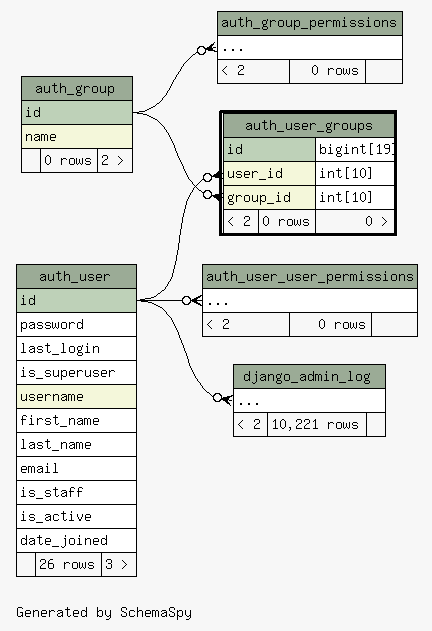 auth_group_permissions
...
< 2 0 rows
auth_group
id
name
0 rows 2 >
auth_user_groups
id bigint[19]
user_id int[10]
group_id int[10]
< 2 0 rows 0 >
auth_user
id
password
last_login
is_superuser
username
first_name
last_name
email
is_staff
is_active
date_joined
26 rows 3 >
auth_user_user_permissions
...
< 2 0 rows
django_admin_log
...
< 2 10,221 rows
Generated by SchemaSpy